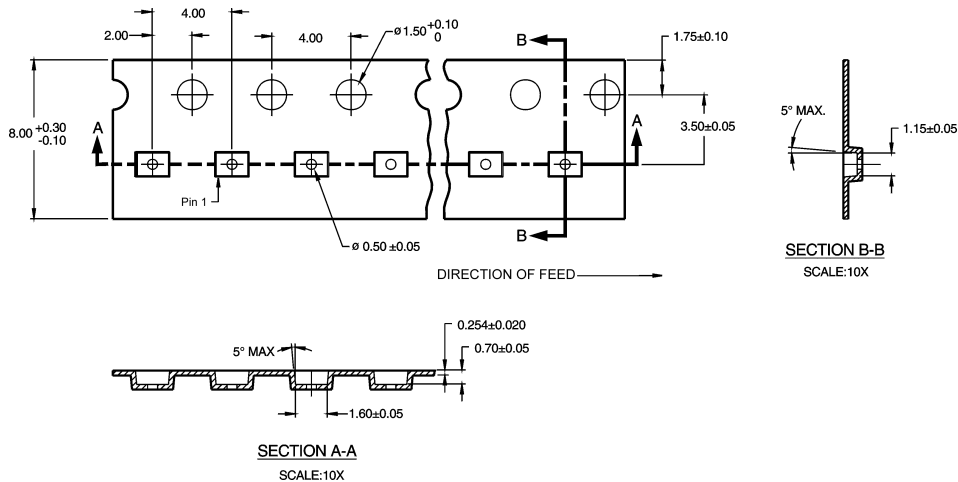 4.00
2.00
4.00
ø1.50 +0.10
0
B
1.75±0.10
8.00 +0.30
-0.10
A
A
3.50±0.05
5° MAX.
1.15±0.05
Pin 1
B
ø 0.50 ±0.05
DIRECTION OF FEED
SECTION B-B
SCALE:10X
0.254±0.020
5° MAX
0.70±0.05
1.60±0.05
SECTION A-A
SCALE:10X